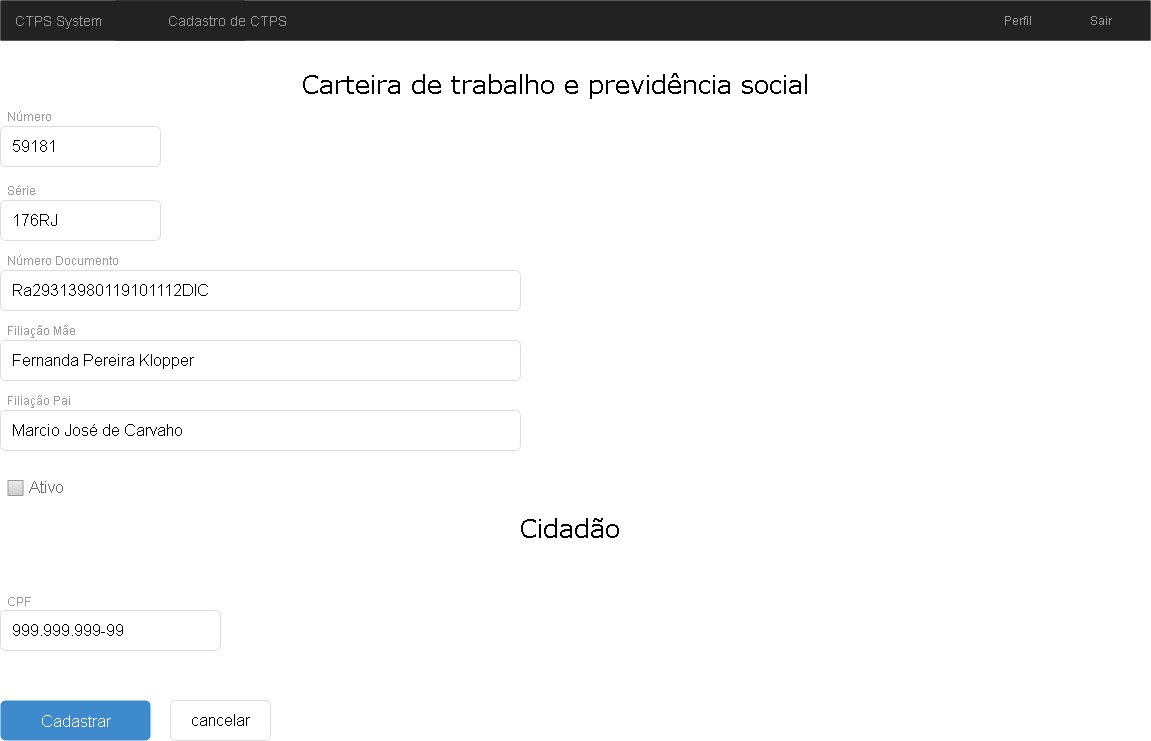 CTPS System Cadastro de CTPS Perfil Sair
Carteira de trabalho e previdência social
Número
59181
Série
176RJ
Número Documento
Ra29313980119101112DIC
Filiação Mãe
Fernanda Pereira Klopper
Filiação Pai
Marcio José de Carvaho
Ativo
Cidadão
CPF
999.999.999-99
Cadastrar cancelar